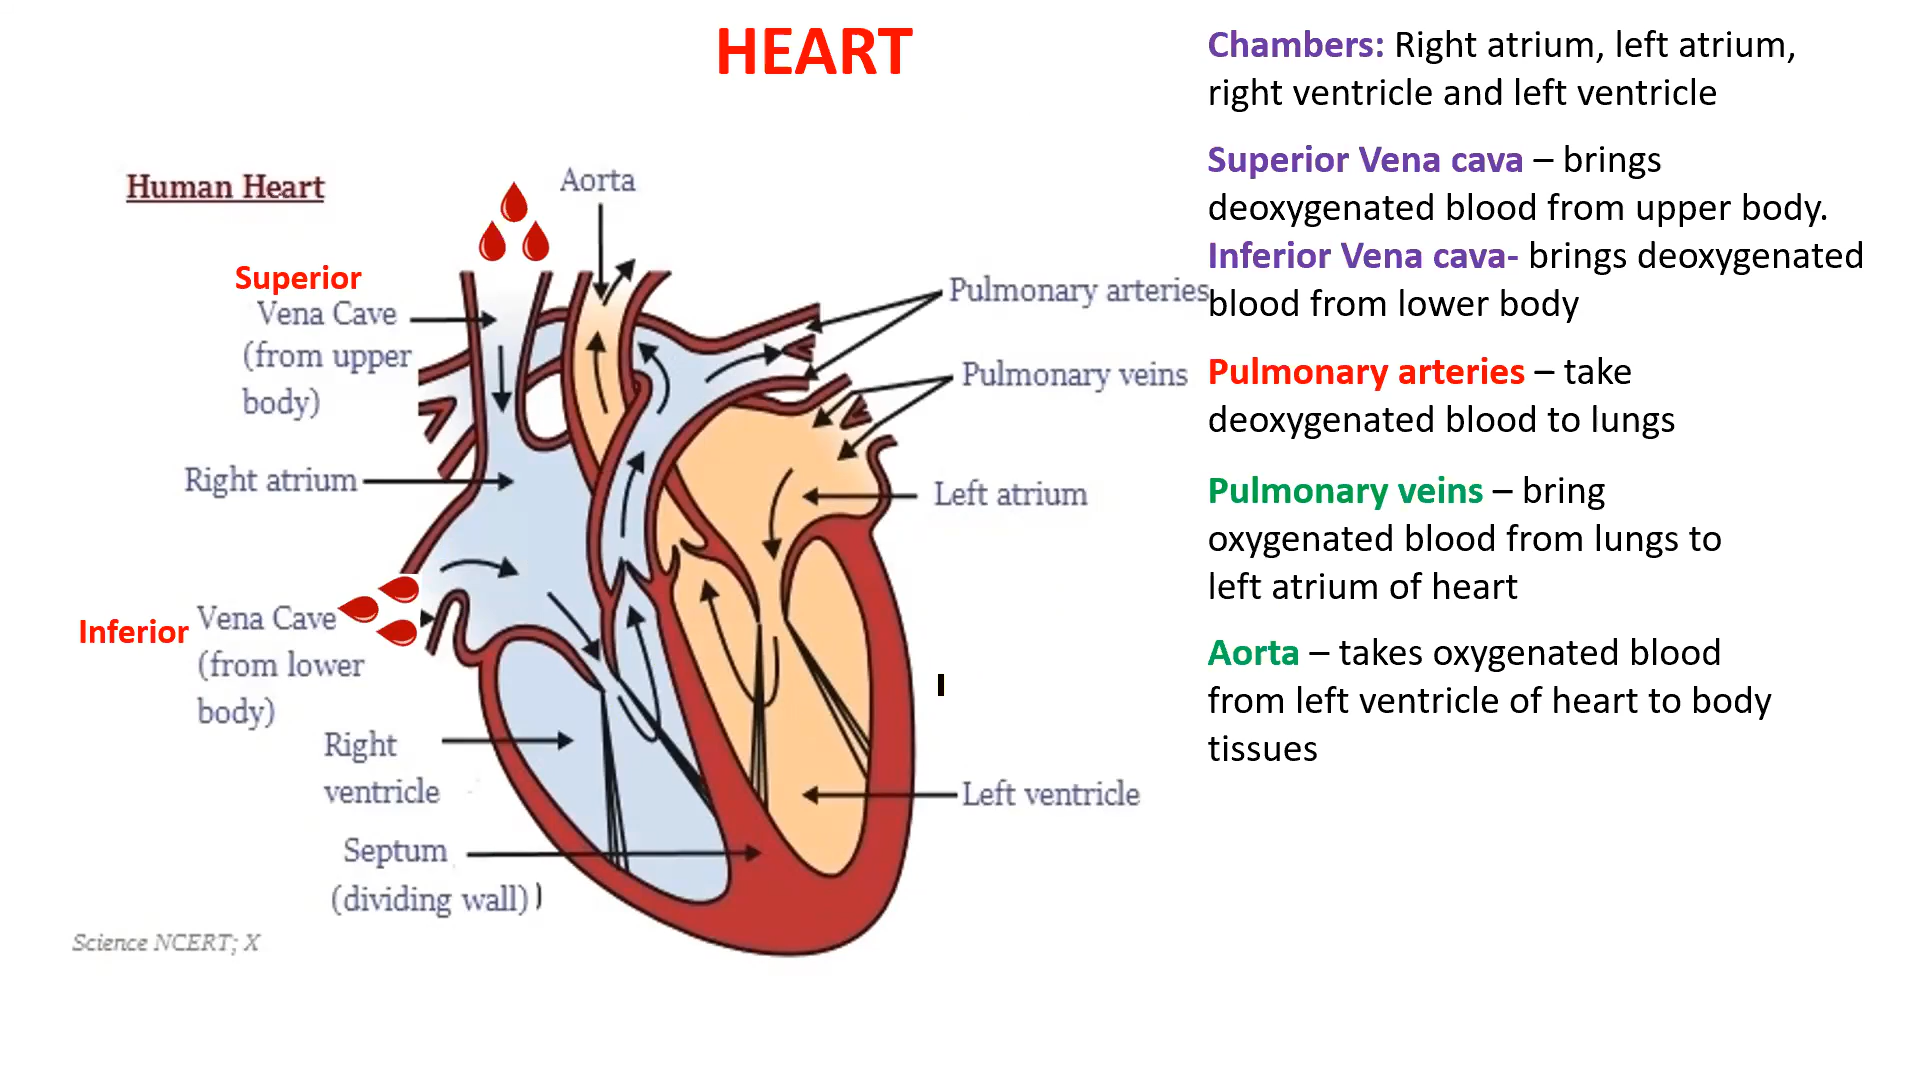 HEART
Human Heart
Aorta
Superior
Vena Cave
(from upper
body)
Pulmonary arteries
Pulmonary veins
Right atrium
Left atrium
Inferior
Vena Cave
(from lower
body)
Right
ventricle
Left ventricle
Septum
(dividing wall)
Science NCERT; X
Chambers: Right atrium, left atrium,
right ventricle and left ventricle
Superior Vena cava – brings
deoxygenated blood from upper body.
Inferior Vena cava- brings deoxygenated
blood from lower body
Pulmonary arteries – take
deoxygenated blood to lungs
Pulmonary veins – bring
oxygenated blood from lungs to
left atrium of heart
Aorta – takes oxygenated blood
from left ventricle of heart to body
tissues